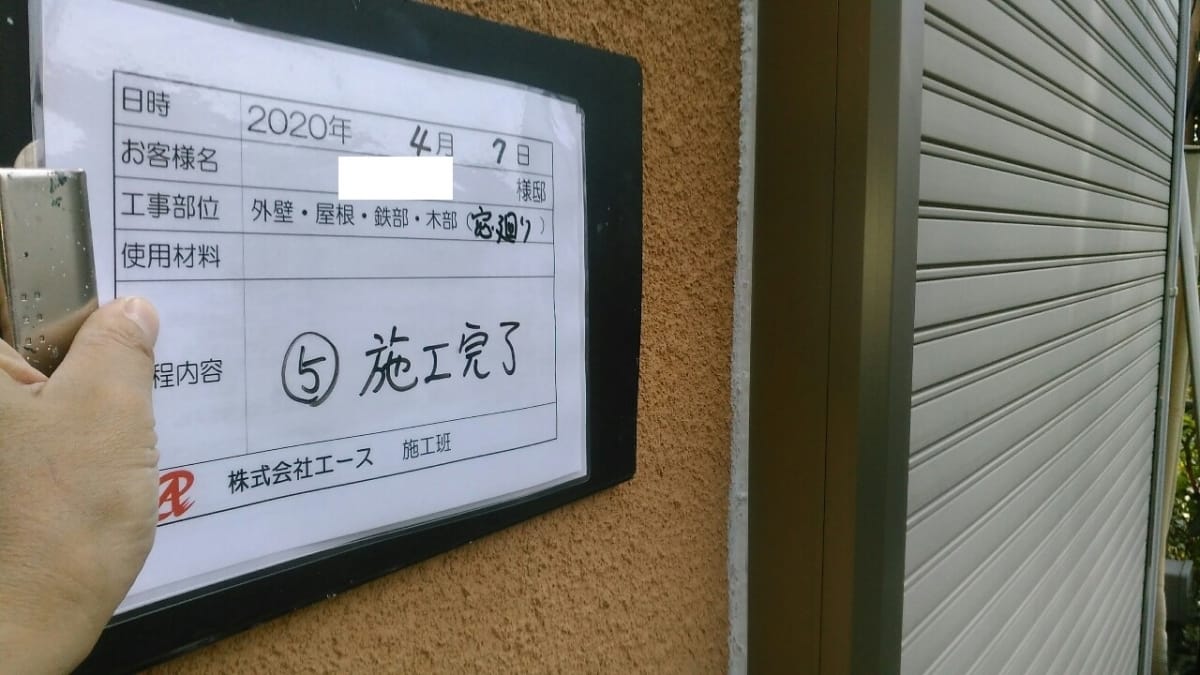 日時 2020年 4月 7日
お客様名 様邸
工事部位 外壁・屋根・鉄部・木部(窓廻り)
使用材料
程内容 ⑤ 施工完了
株式会社エース 施工班